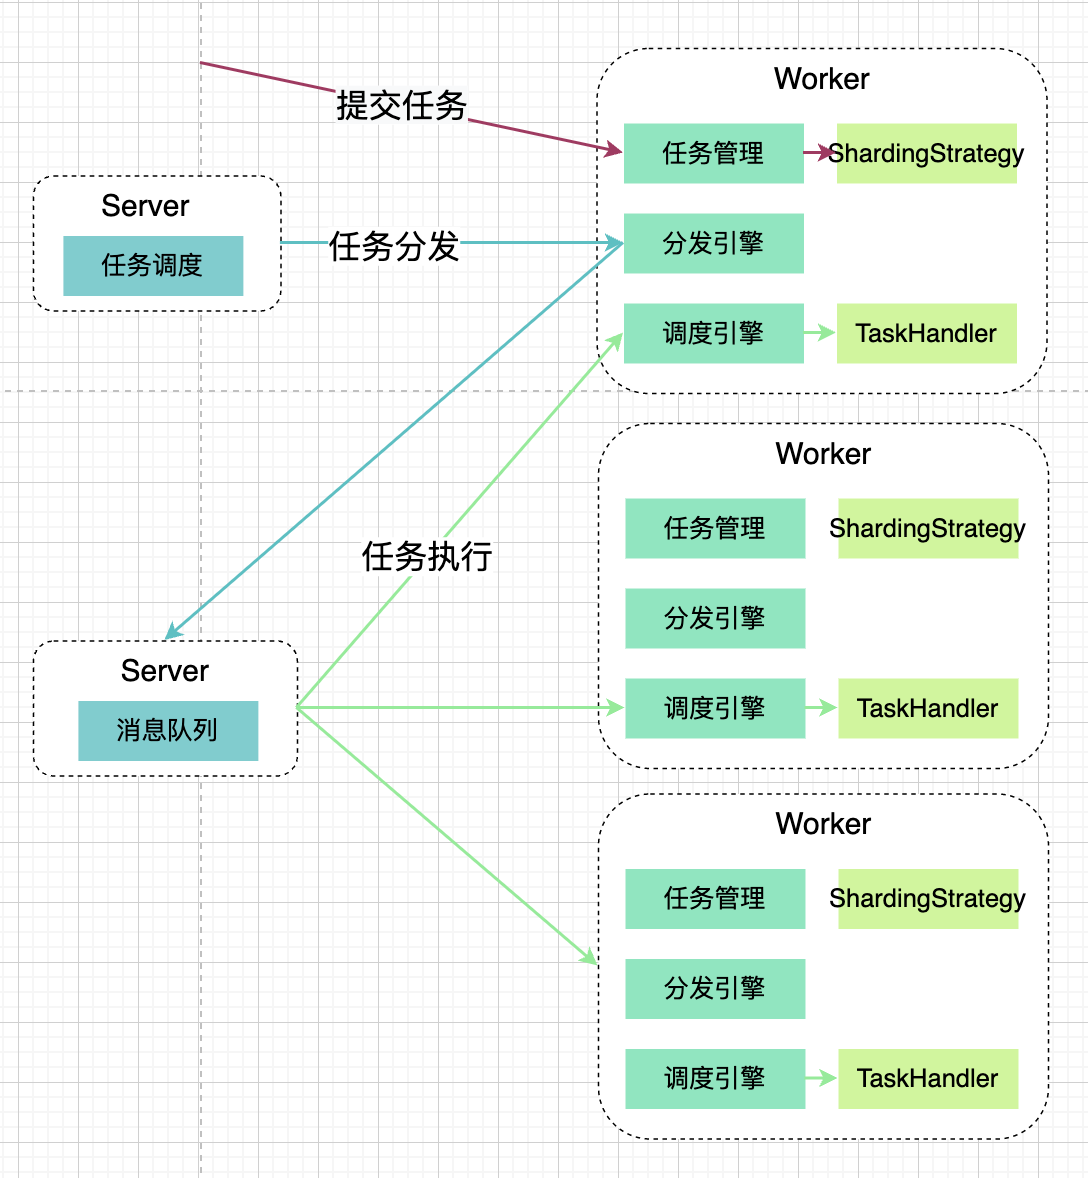 Worker
提交任务
任务管理
ShardingStrategy
Server
任务调度
任务分发
分发引擎
调度引擎
TaskHandler
Worker
任务管理
ShardingStrategy
任务执行
分发引擎
Server
消息队列
调度引擎
TaskHandler
Worker
任务管理
ShardingStrategy
分发引擎
调度引擎
TaskHandler